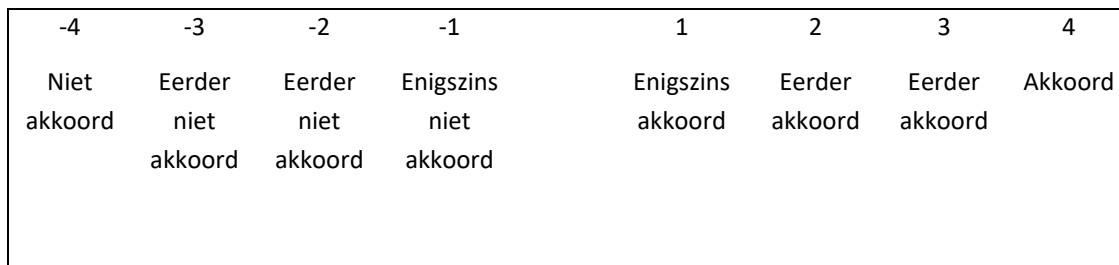 -4 -3 -2 -1 1 2 3 4
Niet Eerder Eerder Enigszins Enigszins Eerder Eerder Akkoord
akkoord niet niet niet akkoord akkoord akkoord
akkoord akkoord akkoord